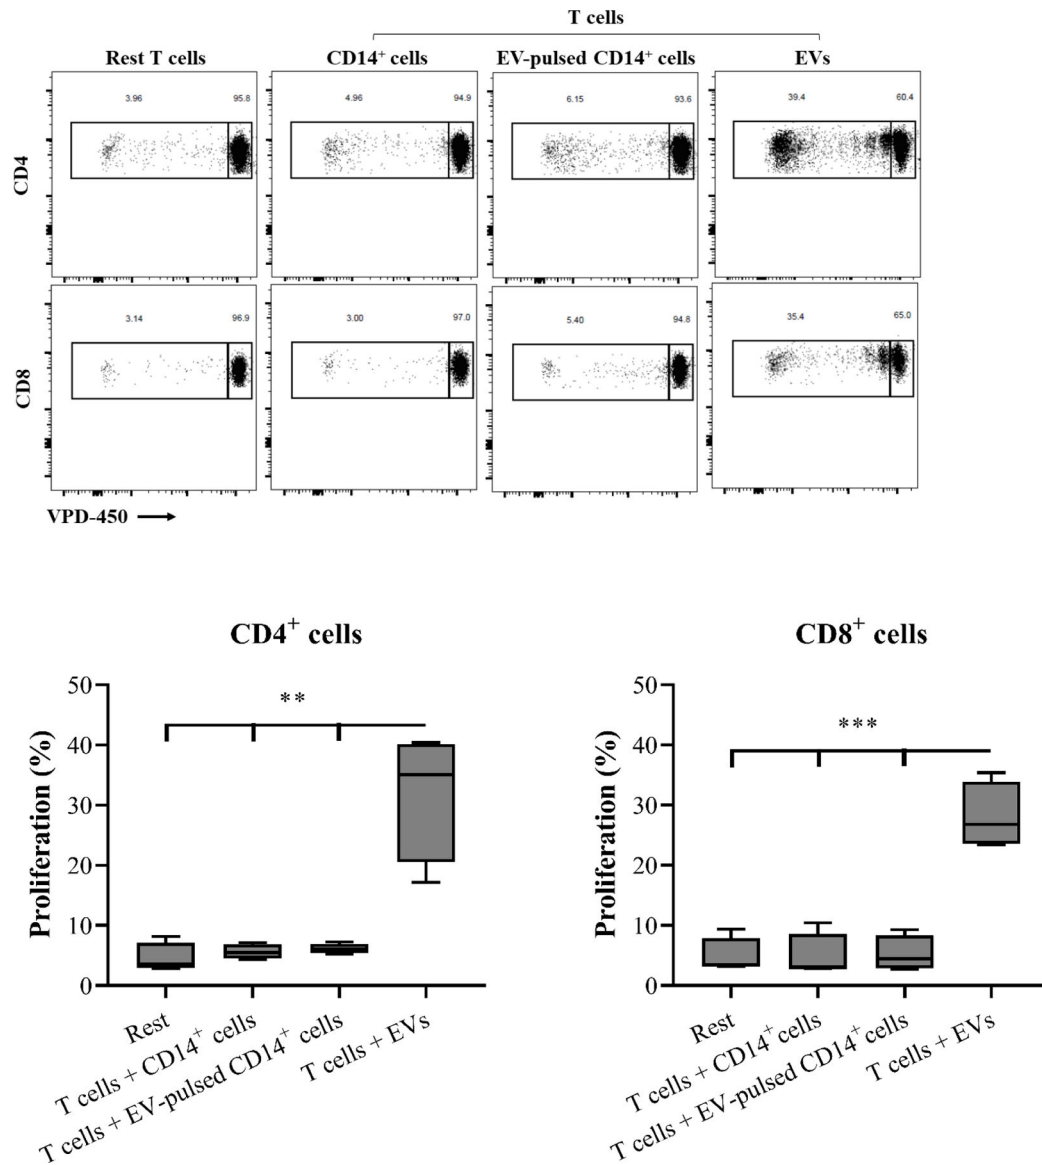 T cells
Rest T cells CD14⁺ cells EV-pulsed CD14⁺ cells EVs
3.96 95.8 4.96 94.9 6.15 93.6 39.4 60.4
CD4
3.14 96.9 3.00 97.0 5.40 94.8 35.4 65.0
CD8
VPD-450
CD4⁺ cells
Proliferation (%)
50
40
30
20
10
0
**
Rest
T cells + CD14⁺ cells
T cells + EV-pulsed CD14⁺ cells
T cells + EVs
CD8⁺ cells
Proliferation (%)
50
40
30
20
10
0
***
Rest
T cells + CD14⁺ cells
T cells + EV-pulsed CD14⁺ cells
T cells + EVs